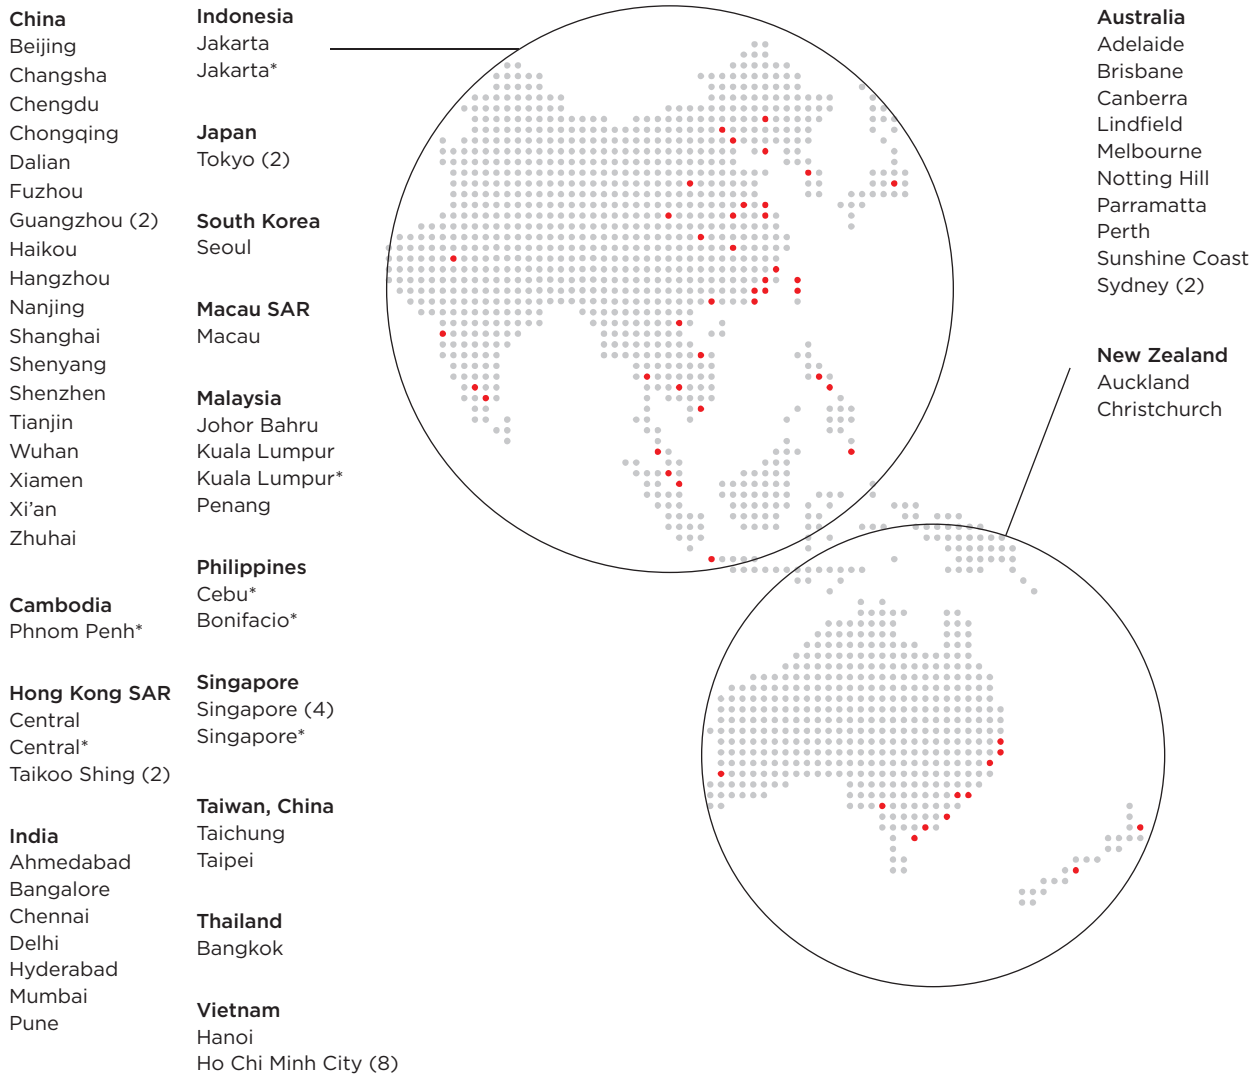 China
Beijing
Changsha
Chengdu
Chongqing
Dalian
Fuzhou
Guangzhou (2)
Haikou
Hangzhou
Nanjing
Shanghai
Shenyang
Shenzhen
Tianjin
Wuhan
Xiamen
Xi’an
Zhuhai
Cambodia
Phnom Penh*
Hong Kong SAR
Central
Central*
Taikoo Shing (2)
India
Ahmedabad
Bangalore
Chennai
Delhi
Hyderabad
Mumbai
Pune
Indonesia
Jakarta
Jakarta*
Japan
Tokyo (2)
South Korea
Seoul
Macau SAR
Macau
Malaysia
Johor Bahru
Kuala Lumpur
Kuala Lumpur*
Penang
Philippines
Cebu*
Bonifacio*
Singapore
Singapore (4)
Singapore*
Taiwan, China
Taichung
Taipei
Thailand
Bangkok
Vietnam
Hanoi
Ho Chi Minh City (8)
Australia
Adelaide
Brisbane
Canberra
Lindfield
Melbourne
Notting Hill
Parramatta
Perth
Sunshine Coast
Sydney (2)
New Zealand
Auckland
Christchurch